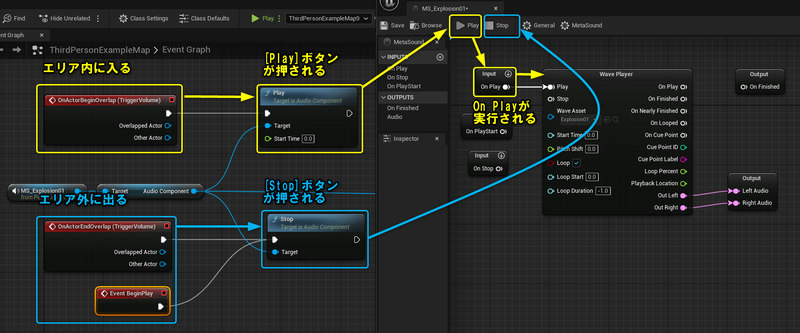 Find
Hide Unrelated
Class Settings
Class Defaults
Play
ThirdPersonExampleMap9
ThirdPersonExampleMap > Event Graph
エリア内に入る
[Play]ボタン
が押される
OnActorBeginOverlap (TriggerVolume)
Overlapped Actor
Other Actor
Play
Target is Audio Component
Target
Start Time 0.0
MS_Explosion01
Target Audio Component
エリア外に出る
[Stop]ボタン
が押される
OnActorEndOverlap (TriggerVolume)
Overlapped Actor
Other Actor
Stop
Target is Audio Component
Target
Event BeginPlay
MS_Explosion01*
Save
Browse
Play
Stop
General
MetaSound
MetaSound
INPUTS
On Play
On Stop
On PlayStart
OUTPUTS
On Finished
Audio
Inspector
Input
On Play
On Playが
実行される
On PlayStart
Input
On Stop
Wave Player
Play
Stop
Wave Asset
Explosion01
Start Time 0.0
Pitch Shift 0.0
Loop
Loop Start 0.0
Loop Duration -1.0
On Play
On Finished
On Nearly Finished
On Looped
On Cue Point
Cue Point ID
Cue Point Label
Loop Percent
Playback Location
Out Left
Out Right
Output
On Finished
Output
Left Audio
Right Audio